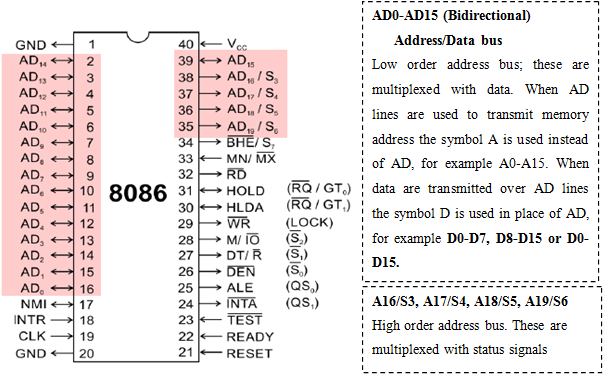 GND 1 40 VCC
AD14 2 39 AD15
AD13 3 38 AD16 / S3
AD12 4 37 AD17 / S4
AD11 5 36 AD18 / S5
AD10 6 35 AD19 / S6
AD9 7 34 BHE / S7
AD8 8 33 MN/ MX
AD7 9 32 RD
AD6 10 31 HOLD (RQ / GT0)
AD5 11 30 HLDA (RQ / GT1)
AD4 12 29 WR (LOCK)
AD3 13 28 M/ IO (S2)
AD2 14 27 DT/ R (S1)
AD1 15 26 DEN (S0)
AD0 16 25 ALE (QS0)
NMI 17 24 INTA (QS1)
INTR 18 23 TEST
CLK 19 22 READY
GND 20 21 RESET
8086
AD0-AD15 (Bidirectional)
Address/Data bus
Low order address bus; these are
multiplexed with data. When AD
lines are used to transmit memory
address the symbol A is used instead
of AD, for example A0-A15. When
data are transmitted over AD lines
the symbol D is used in place of AD,
for example D0-D7, D8-D15 or D0-
D15.
A16/S3, A17/S4, A18/S5, A19/S6
High order address bus. These are
multiplexed with status signals